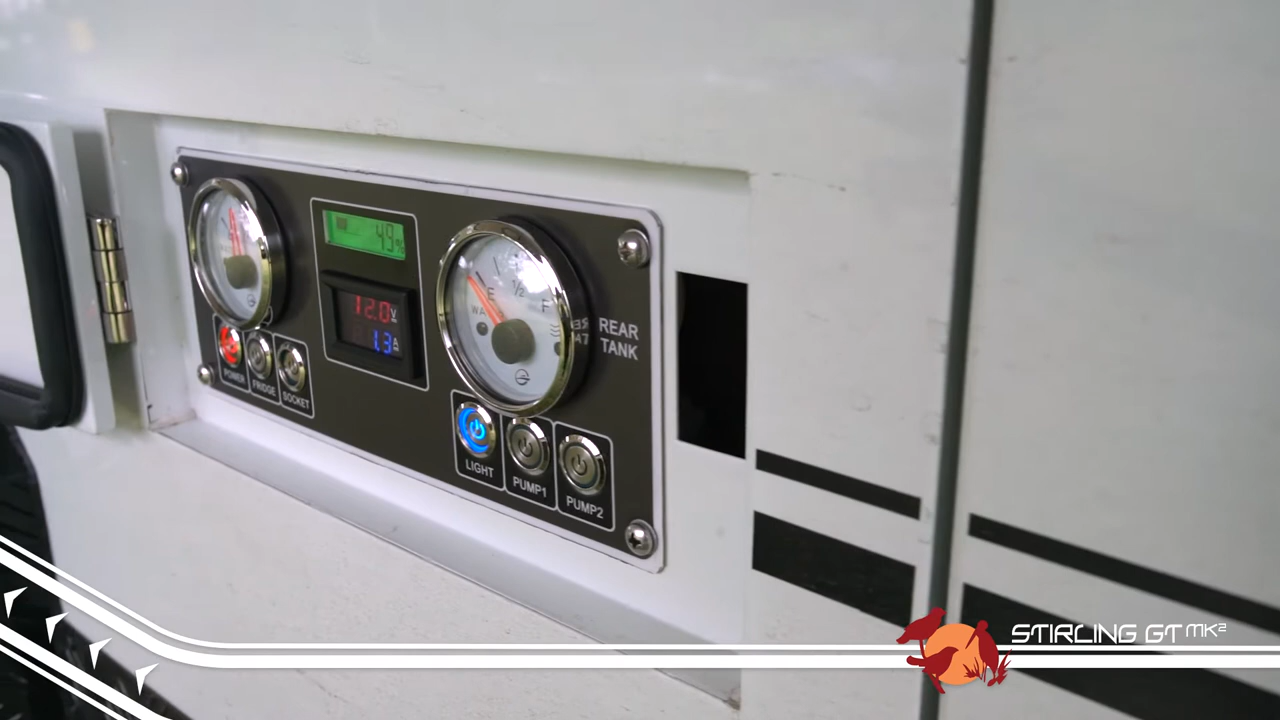 49%
12.0V
1.3A
E
1/2
F
REAR
TANK
POWER
FRIDGE
SOCKET
LIGHT
PUMP1
PUMP2
STIRLING GT MK2